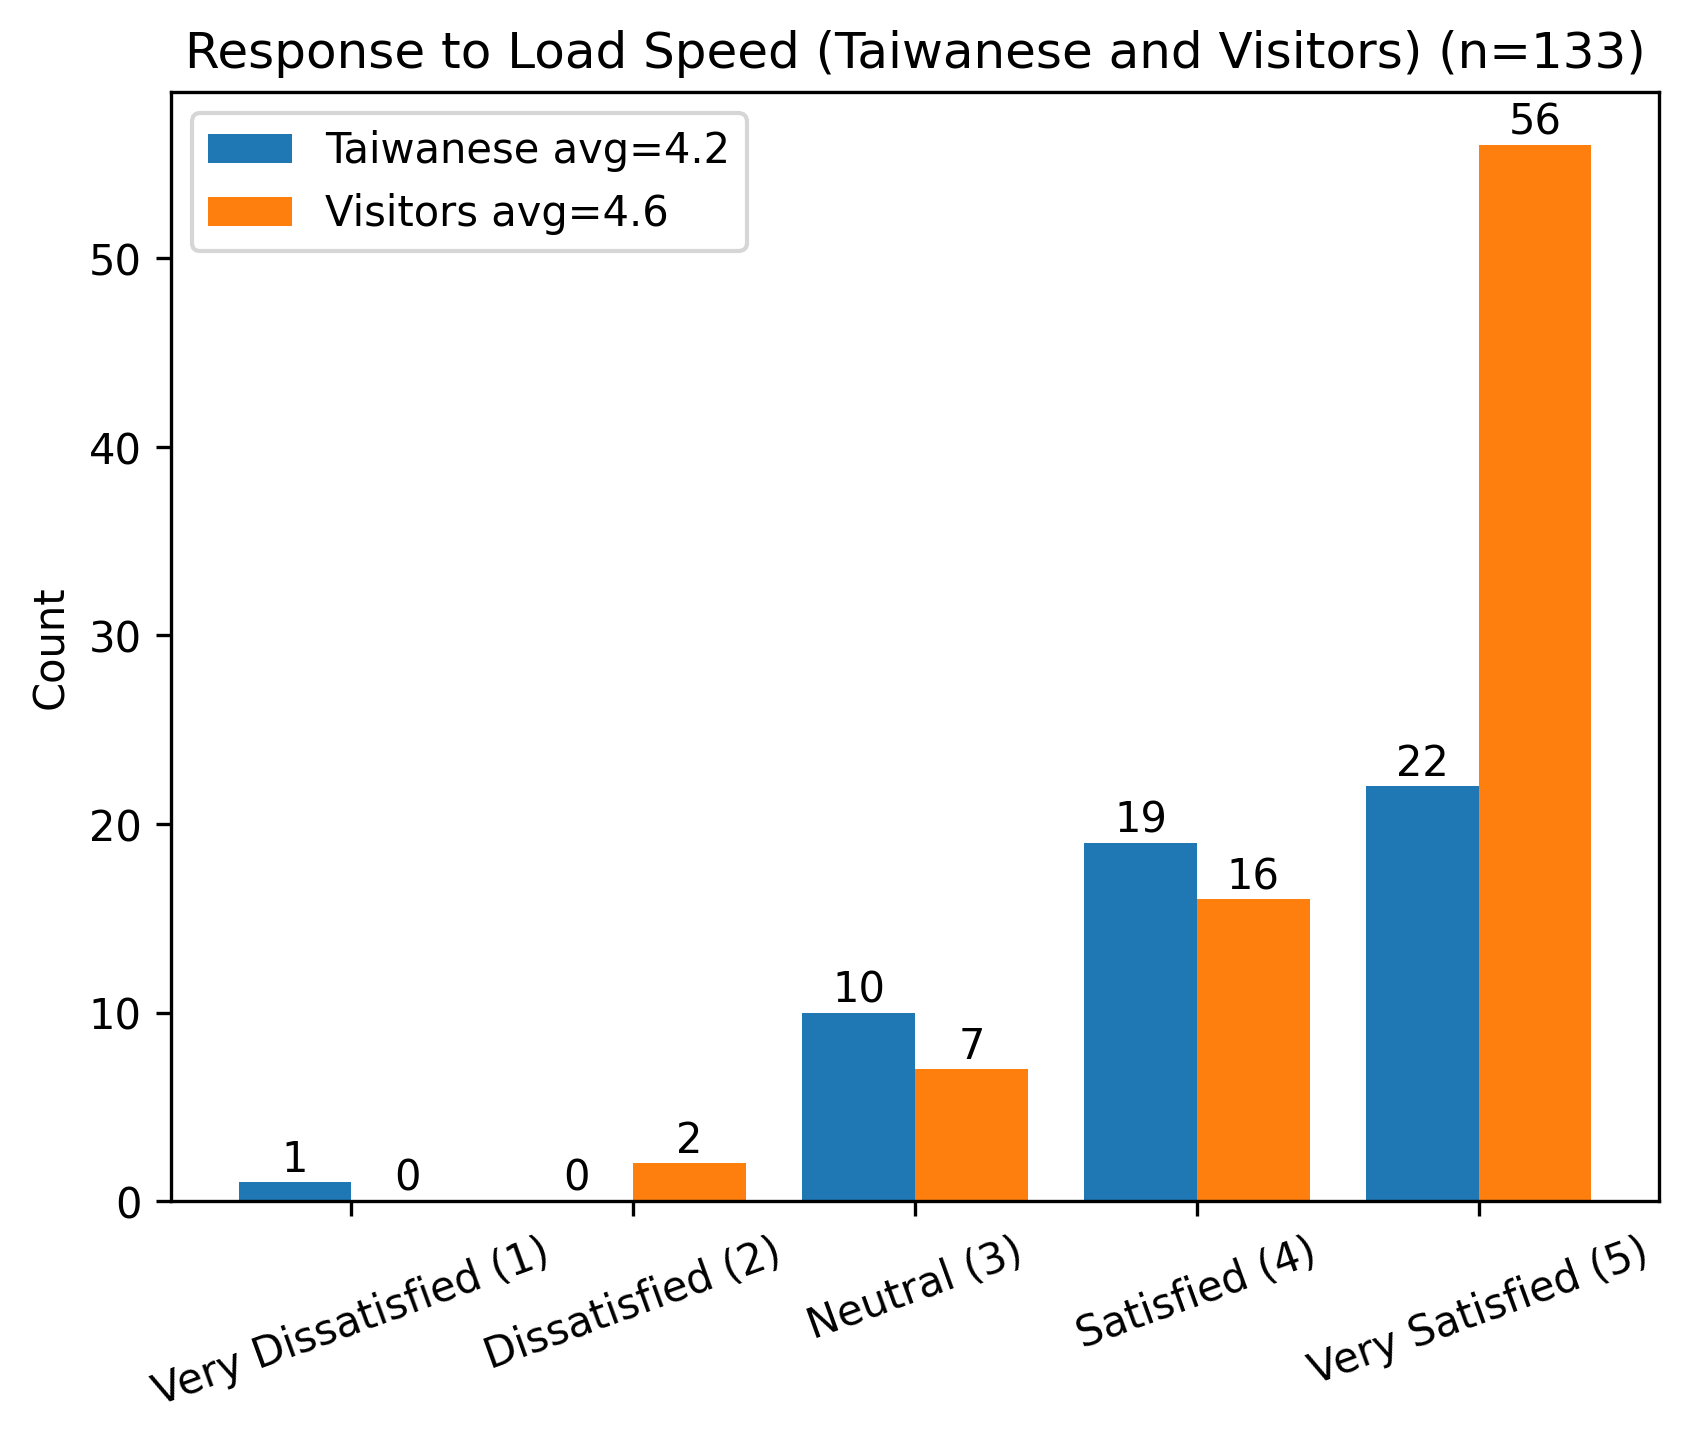 Response to Load Speed (Taiwanese and Visitors) (n=133)
Taiwanese avg=4.2
Visitors avg=4.6
Count
50
40
30
20
10
0
1
0
0
2
10
7
19
16
22
56
Very Dissatisfied (1)
Dissatisfied (2)
Neutral (3)
Satisfied (4)
Very Satisfied (5)